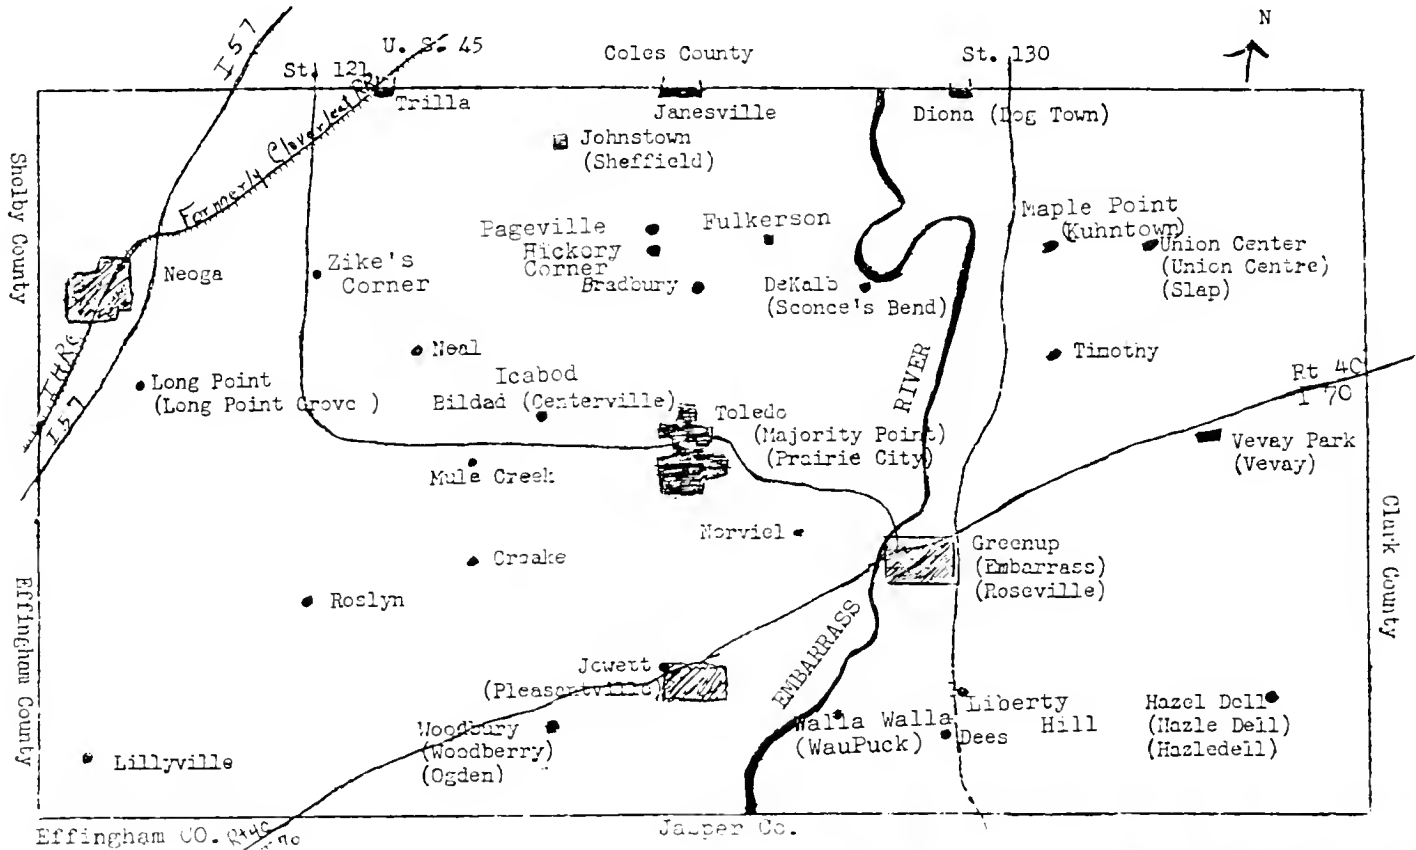 N
I 57
U. S. 45
Coles County
St. 130
St. 121
Trilla
Janesville
Diona (Dog Town)
Formerly Cloverleaf RR
Johnstown
(Sheffield)
Shelby County
Neoga
Zike's
Corner
Pageville
Hickory
Corner
Bradbury
Fulkerson
DeKalb
(Sconce's Bend)
Maple Point
(Kuhntown)
Union Center
(Union Centre)
(Slap)
Neal
Timothy
Long Point
(Long Point Grove )
Icabod
Bildad (Centerville)
Toledo
(Majority Point)
(Prairie City)
RIVER
Rt 40
I 70
I 57
Vevay Park
(Vevay)
Mule Creek
Norviel
Croake
Roslyn
Greenup
(Embarrass)
(Roseville)
Clark County
Effingham County
EMBARRASS
Jewett
(Pleasantville)
Woodbury
(Woodberry)
(Ogden)
Walla Walla
(WauPuck)
Liberty
Hill
Dees
Hazel Dell
(Hazle Dell)
(Hazledell)
Lillyville
Effingham CO.
Rt 40
Jasper Co.